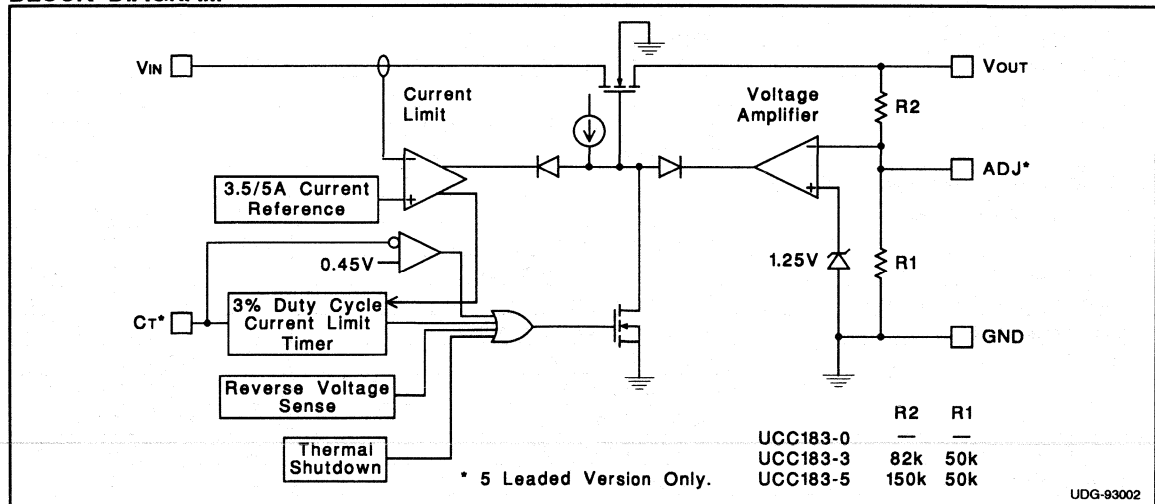 BLOCK DIAGRAM
VIN
VOUT
Current
Limit
Voltage
Amplifier
R2
ADJ*
3.5/5A Current
Reference
0.45V
1.25V
R1
CT*
3% Duty Cycle
Current Limit
Timer
GND
Reverse Voltage
Sense
R2 R1
Thermal
Shutdown
UCC183-0 — —
UCC183-3 82k 50k
UCC183-5 150k 50k
* 5 Leaded Version Only.
UDG-93002